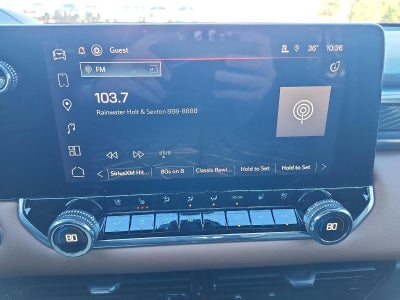 Guest 36° 10:36
FM
103.7
Rainwater Holt & Sexton 888-8888
SiriusXM Hit... 80s on 8 Classic Rewi... Hold to Set Hold to Set
80 80